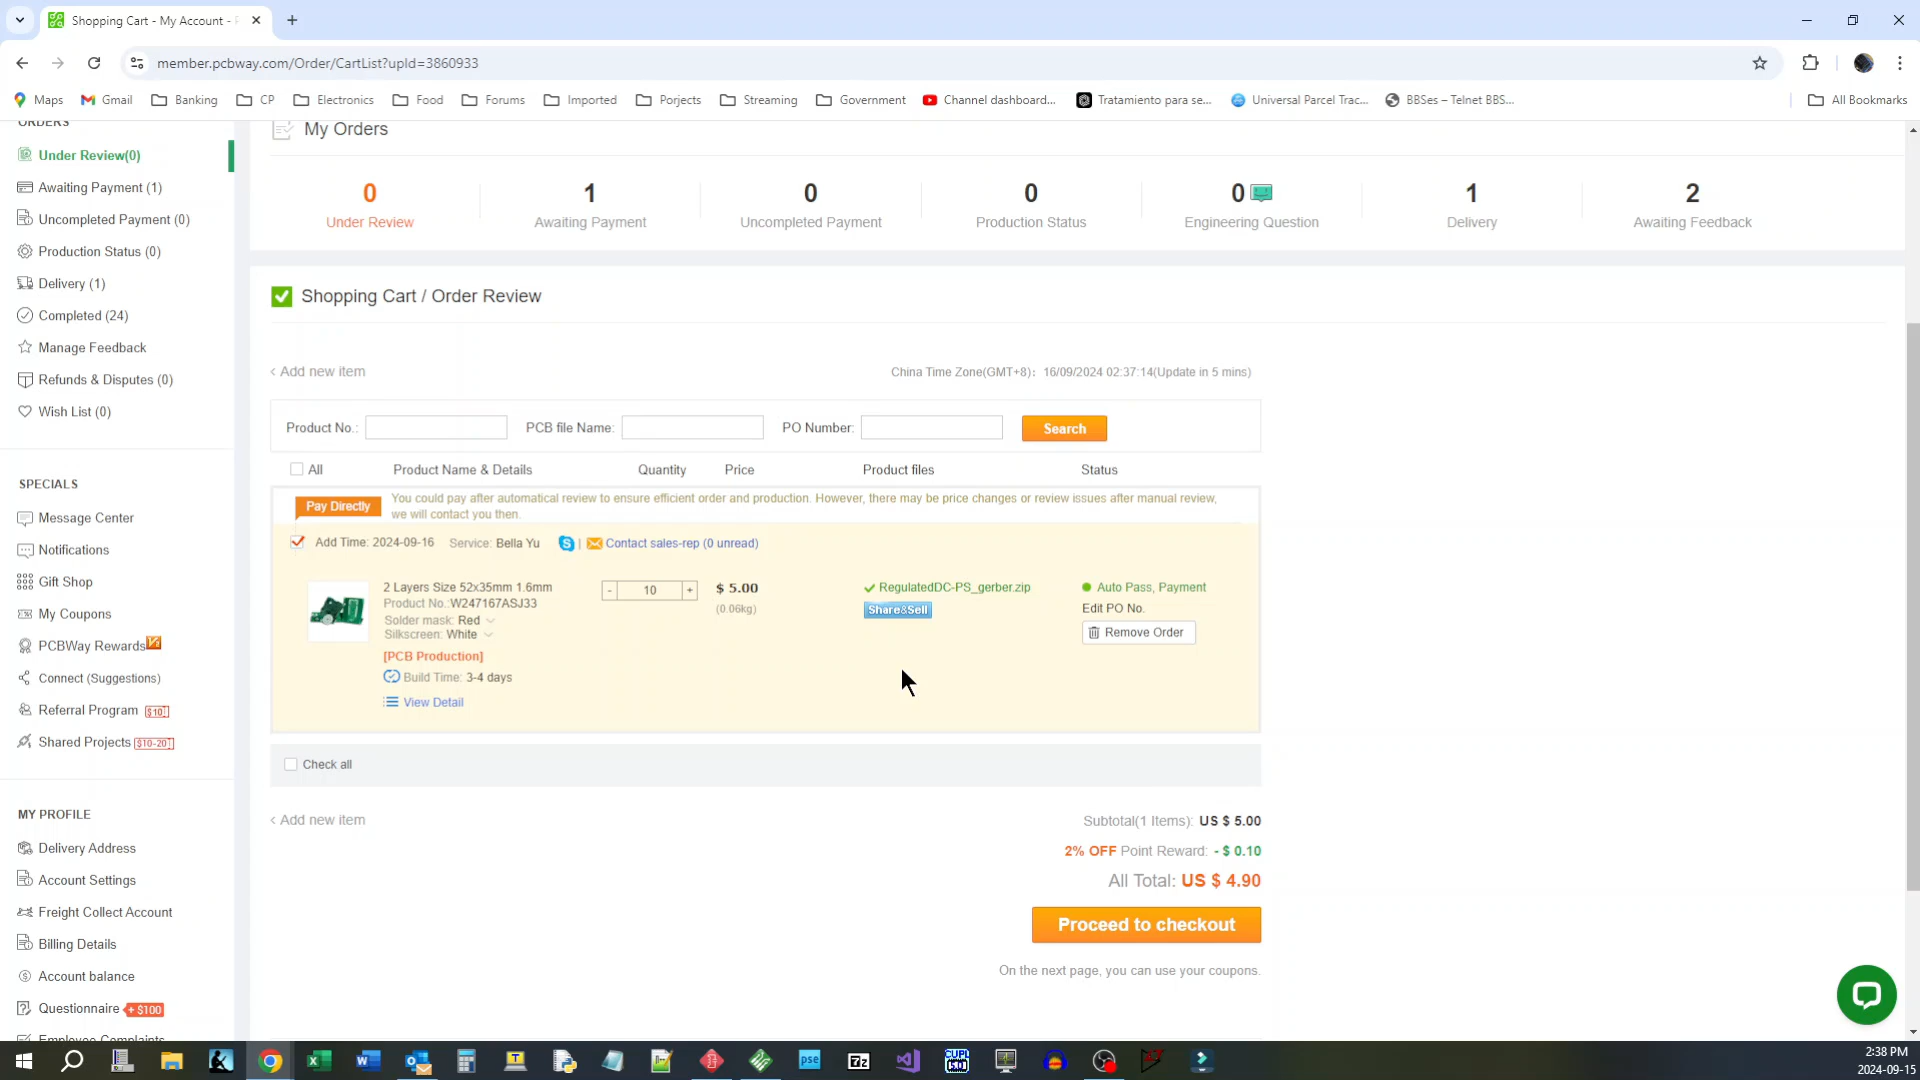 Shopping Cart - My Account -
member.pcbway.com/Order/CartList?upId=3860933
Maps Gmail Banking CP Electronics Food Forums Imported Porjects Streaming Government Channel dashboard... Tratamiento para se... Universal Parcel Trac... BBSes – Telnet BBS... All Bookmarks
ORDERS
Under Review(0)
Awaiting Payment (1)
Uncompleted Payment (0)
Production Status (0)
Delivery (1)
Completed (24)
Manage Feedback
Refunds & Disputes (0)
Wish List (0)
SPECIALS
Message Center
Notifications
Gift Shop
My Coupons
PCBWay Rewards
Connect (Suggestions)
Referral Program $10
Shared Projects $10-20
MY PROFILE
Delivery Address
Account Settings
Freight Collect Account
Billing Details
Account balance
Questionnaire + $100
Employee Complaints
My Orders
0 1 0 0 0 1 2
Under Review Awaiting Payment Uncompleted Payment Production Status Engineering Question Delivery Awaiting Feedback
Shopping Cart / Order Review
< Add new item China Time Zone(GMT+8): 16/09/2024 02:37:14(Update in 5 mins)
Product No.: PCB file Name: PO Number: Search
All Product Name & Details Quantity Price Product files Status
Pay Directly You could pay after automatical review to ensure efficient order and production. However, there may be price changes or review issues after manual review,
we will contact you then.
Add Time: 2024-09-16 Service: Bella Yu | Contact sales-rep (0 unread)
2 Layers Size 52x35mm 1.6mm - 10 + $ 5.00 RegulatedDC-PS_gerber.zip Auto Pass, Payment
Product No.:W247167ASJ33 (0.06kg) Share&Sell Edit PO No.
Solder mask: Red
Silkscreen: White Remove Order
[PCB Production]
Build Time: 3-4 days
View Detail
Check all
< Add new item Subtotal(1 Items): US $ 5.00
2% OFF Point Reward: - $ 0.10
All Total: US $ 4.90
Proceed to checkout
On the next page, you can use your coupons.
pse 7z CUPL
2:38 PM
2024-09-15